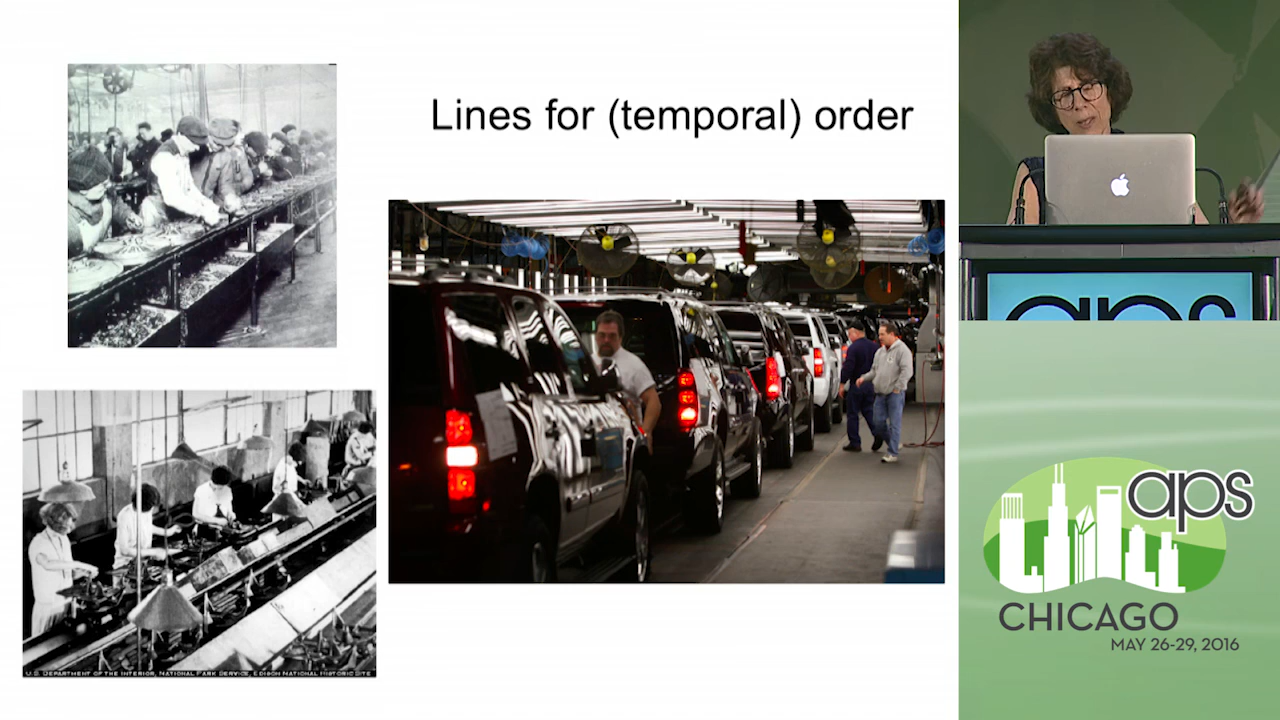 Lines for (temporal) order
U.S. DEPARTMENT OF THE INTERIOR, NATIONAL PARK SERVICE, EDISON NATIONAL HISTORIC SITE
aps
aps
CHICAGO
MAY 26-29, 2016